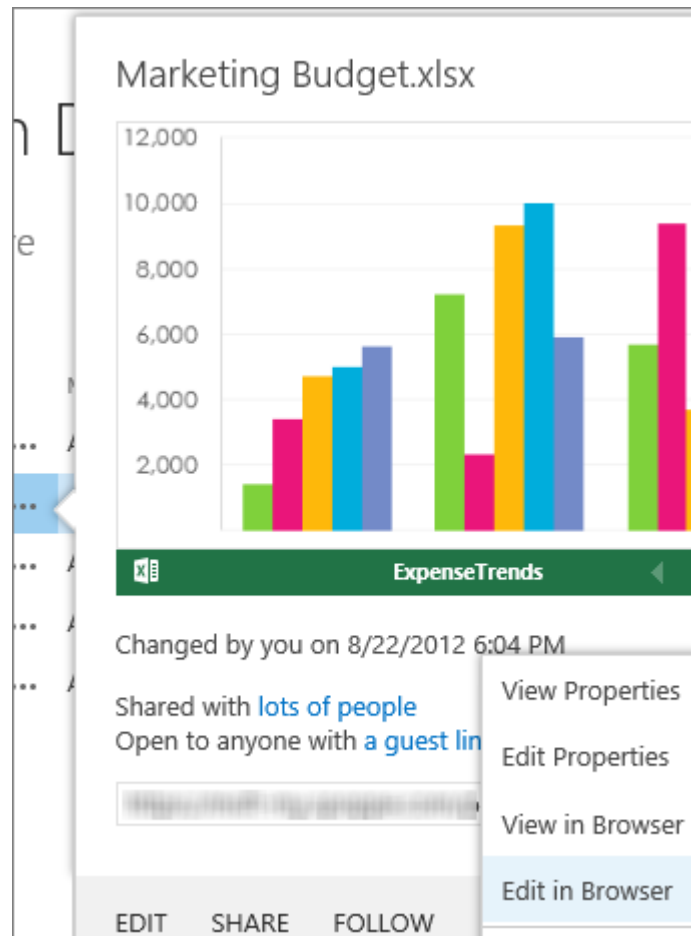 Marketing Budget.xlsx
12,000
10,000
8,000
6,000
4,000
2,000
ExpenseTrends
Changed by you on 8/22/2012 6:04 PM
Shared with lots of people
Open to anyone with a guest lin
View Properties
Edit Properties
View in Browser
Edit in Browser
EDIT SHARE FOLLOW